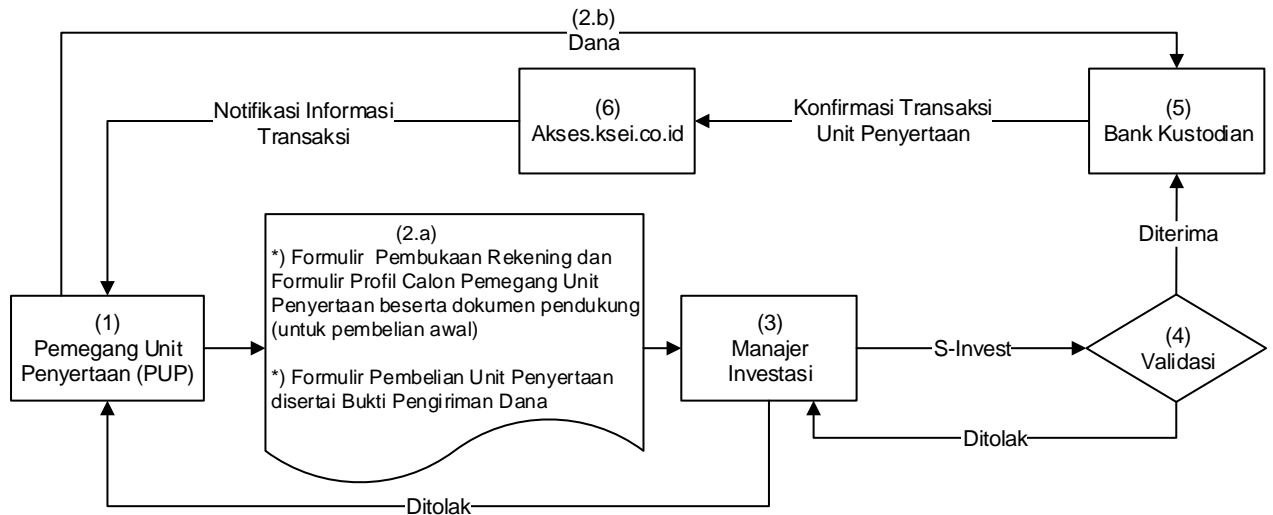 (2.b)
Dana
(6)
Akses.ksei.co.id
(5)
Bank Kustodian
Notifikasi Informasi
Transaksi
Konfirmasi Transaksi
Unit Penyertaan
(2.a)
*) Formulir Pembukaan Rekening dan
Formulir Profil Calon Pemegang Unit
Penyertaan beserta dokumen pendukung
(untuk pembelian awal)
*) Formulir Pembelian Unit Penyertaan
disertai Bukti Pengiriman Dana
Diterima
(1)
Pemegang Unit
Penyertaan (PUP)
(3)
Manajer
Investasi
S-Invest
(4)
Validasi
Ditolak
Ditolak